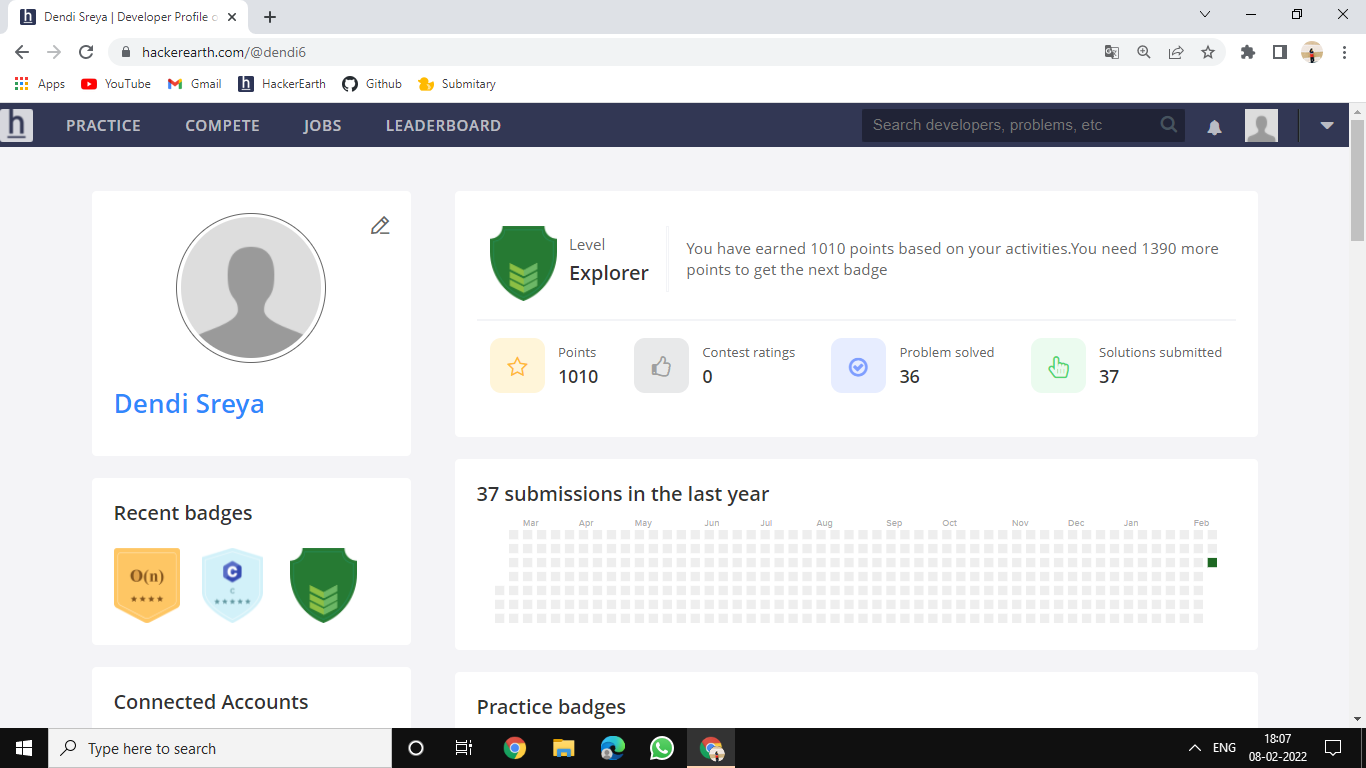 Dendi Sreya | Developer Profile o
hackerearth.com/@dendi6
Apps YouTube Gmail HackerEarth Github Submitary
h PRACTICE COMPETE JOBS LEADERBOARD Search developers, problems, etc
Dendi Sreya
Level
Explorer
You have earned 1010 points based on your activities.You need 1390 more
points to get the next badge
Points
1010
Contest ratings
0
Problem solved
36
Solutions submitted
37
Recent badges
O(n)
C
C
37 submissions in the last year
Mar Apr May Jun Jul Aug Sep Oct Nov Dec Jan Feb
Connected Accounts
Practice badges
Type here to search
ENG
18:07
08-02-2022